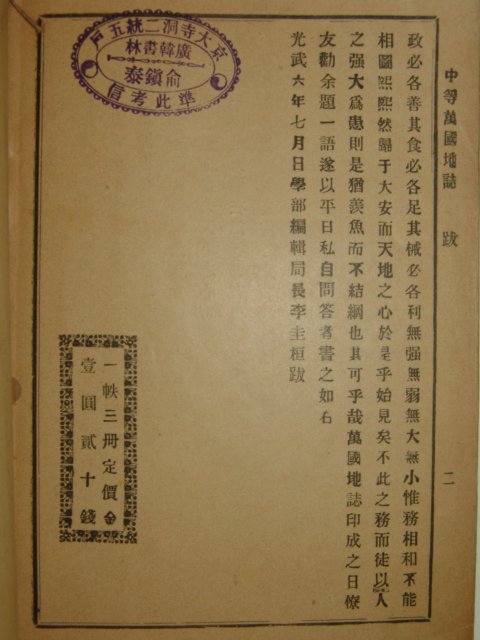 中等萬國地誌　跋　二
政必各善其食必各足其械必各利無强無弱無大無小惟務相和不能
相圖熙熙然歸于大安而天地之心於是乎始見矣不此之務而徒以人
之强大爲患則是猶羨魚而不結網也其可乎哉萬國地誌印成之日僚
友勸余題一語遂以平日私自問答者書之如右
光武六年七月日學部編輯局長李圭桓跋
京大寺洞二統五戶
廣韓書林
兪鎭泰
準此考信
一帙三冊定價金
壹圓貳十錢